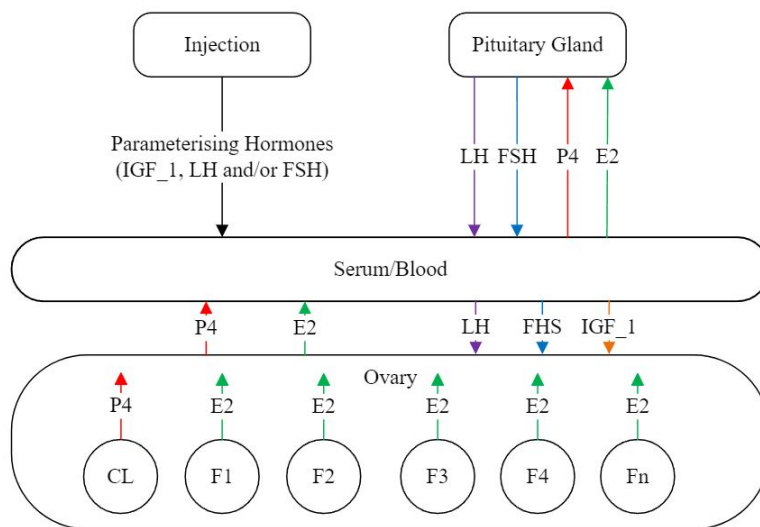 Injection
Pituitary Gland
Parameterising Hormones
(IGF_1, LH and/or FSH)
LH FSH P4 E2
Serum/Blood
P4 E2 LH FHS IGF_1
Ovary
P4 E2 E2 E2 E2 E2
CL F1 F2 F3 F4 Fn